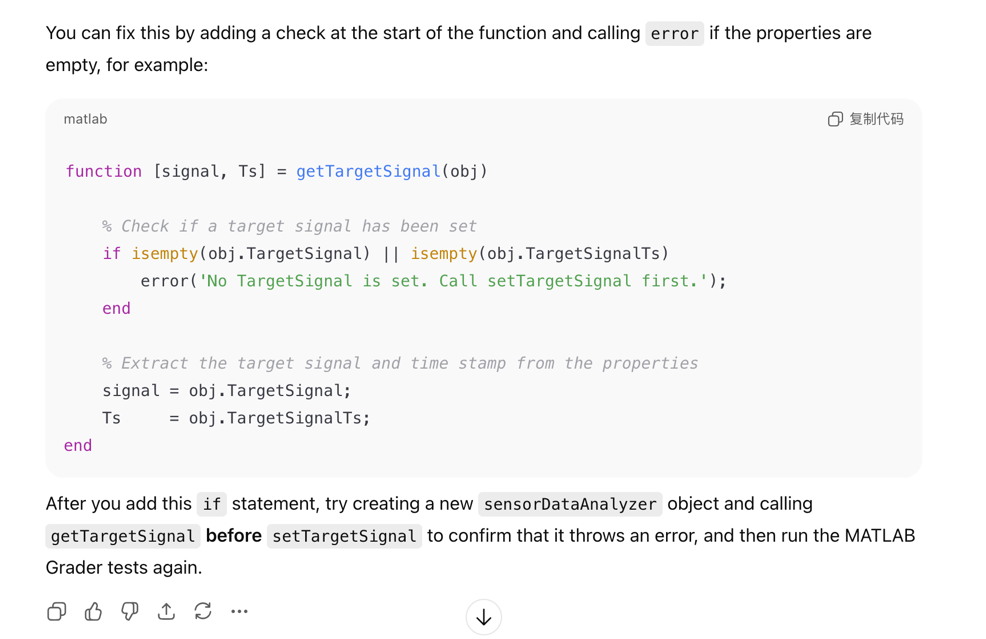 You can fix this by adding a check at the start of the function and calling error if the properties are
empty, for example:
matlab
复制代码
function [signal, Ts] = getTargetSignal(obj)
% Check if a target signal has been set
if isempty(obj.TargetSignal) || isempty(obj.TargetSignalTs)
error('No TargetSignal is set. Call setTargetSignal first.');
end
% Extract the target signal and time stamp from the properties
signal = obj.TargetSignal;
Ts     = obj.TargetSignalTs;
end
After you add this if statement, try creating a new sensorDataAnalyzer object and calling
getTargetSignal before setTargetSignal to confirm that it throws an error, and then run the MATLAB
Grader tests again.